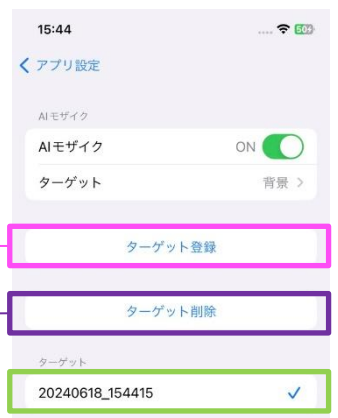 15:44
50
アプリ設定
AIモザイク
AIモザイク ON
ターゲット 背景
ターゲット登録
ターゲット削除
ターゲット
20240618_154415